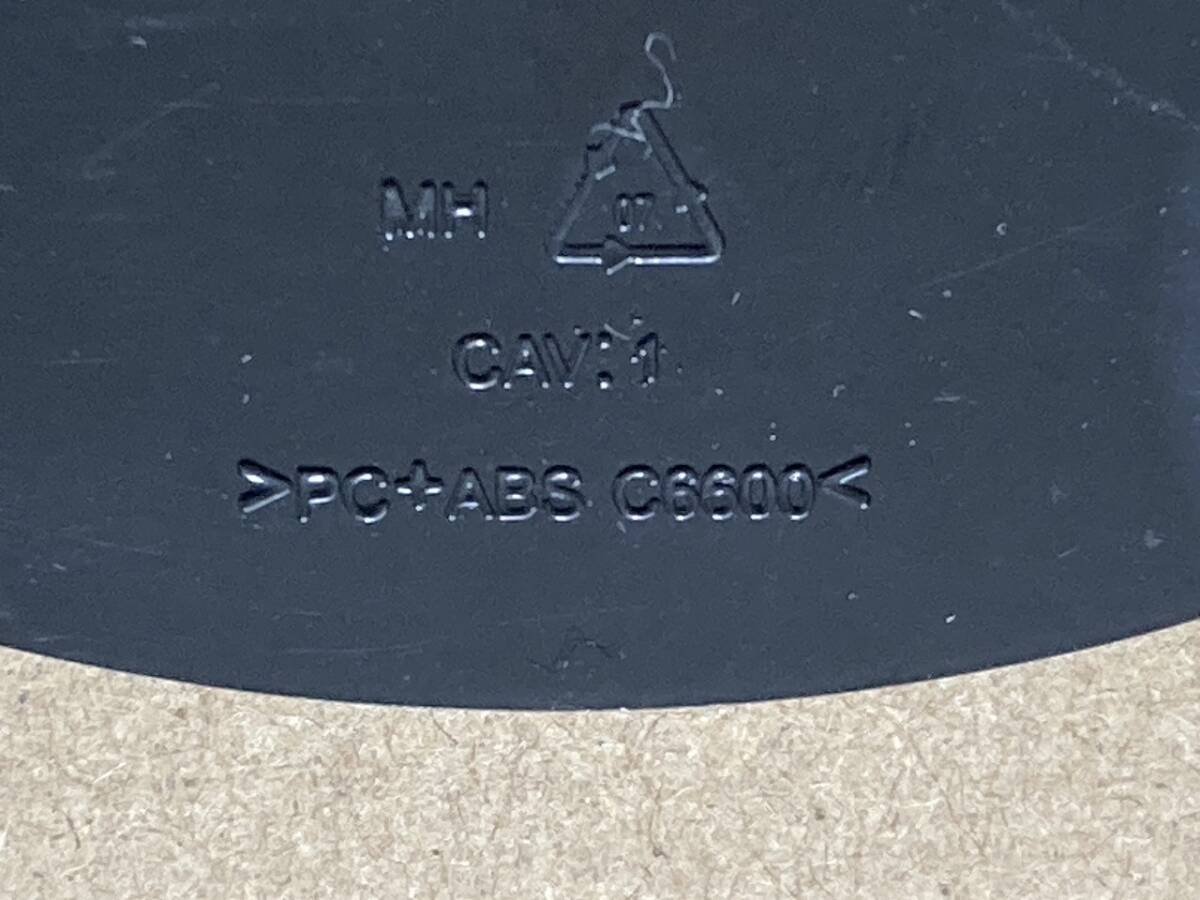 MH 07
CAV: 1
>PC+ABS C6600<